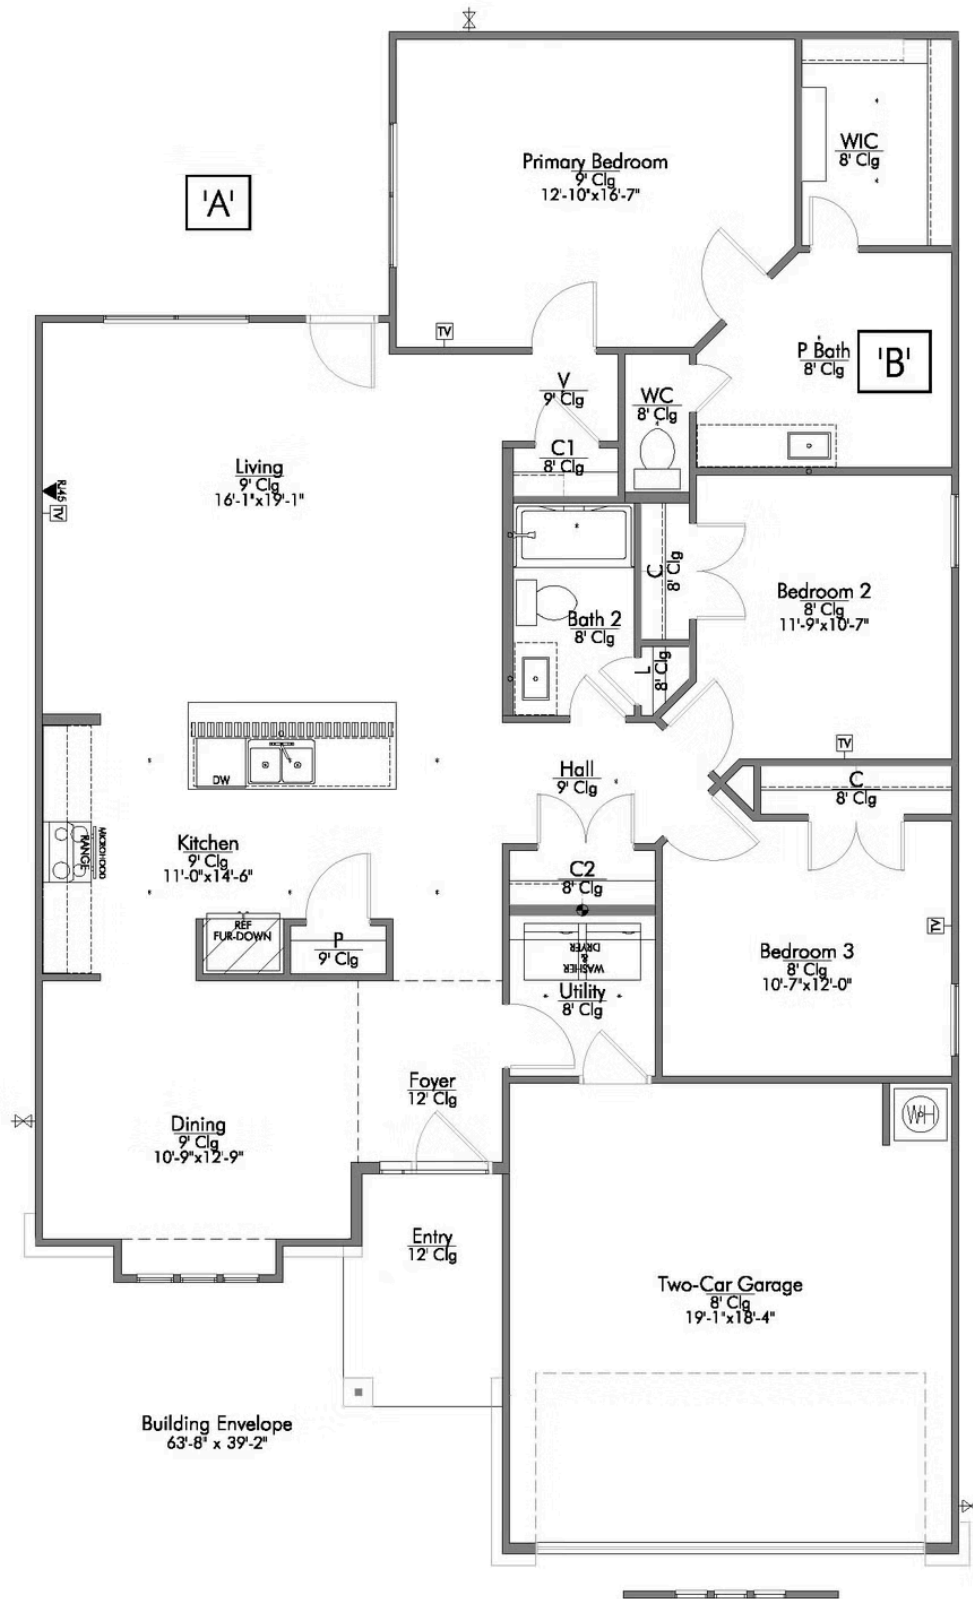 Primary Bedroom
9' Clg
12'-10"x16'-7"
WIC
8' Clg
'A'
TV
P Bath
8' Clg
'B'
V
9' Clg
WC
8' Clg
C1
8' Clg
Living
9' Clg
16'-1"x19'-1"
RJ45
TV
C
8' Clg
Bedroom 2
8' Clg
11'-9"x10'-7"
Bath 2
8' Clg
L
8' Clg
TV
DW
Hall
9' Clg
C
8' Clg
Kitchen
9' Clg
11'-0"x14'-6"
RANGE
MICROHOOD
C2
8' Clg
REF
FUR-DOWN
P
9' Clg
TV
Bedroom 3
8' Clg
10'-7"x12'-0"
WASHER
&
DRYER
Utility
8' Clg
Foyer
12' Clg
WH
Dining
9' Clg
10'-9"x12'-9"
Entry
12' Clg
Two-Car Garage
8' Clg
19'-1"x18'-4"
Building Envelope
63'-8" x 39'-2"